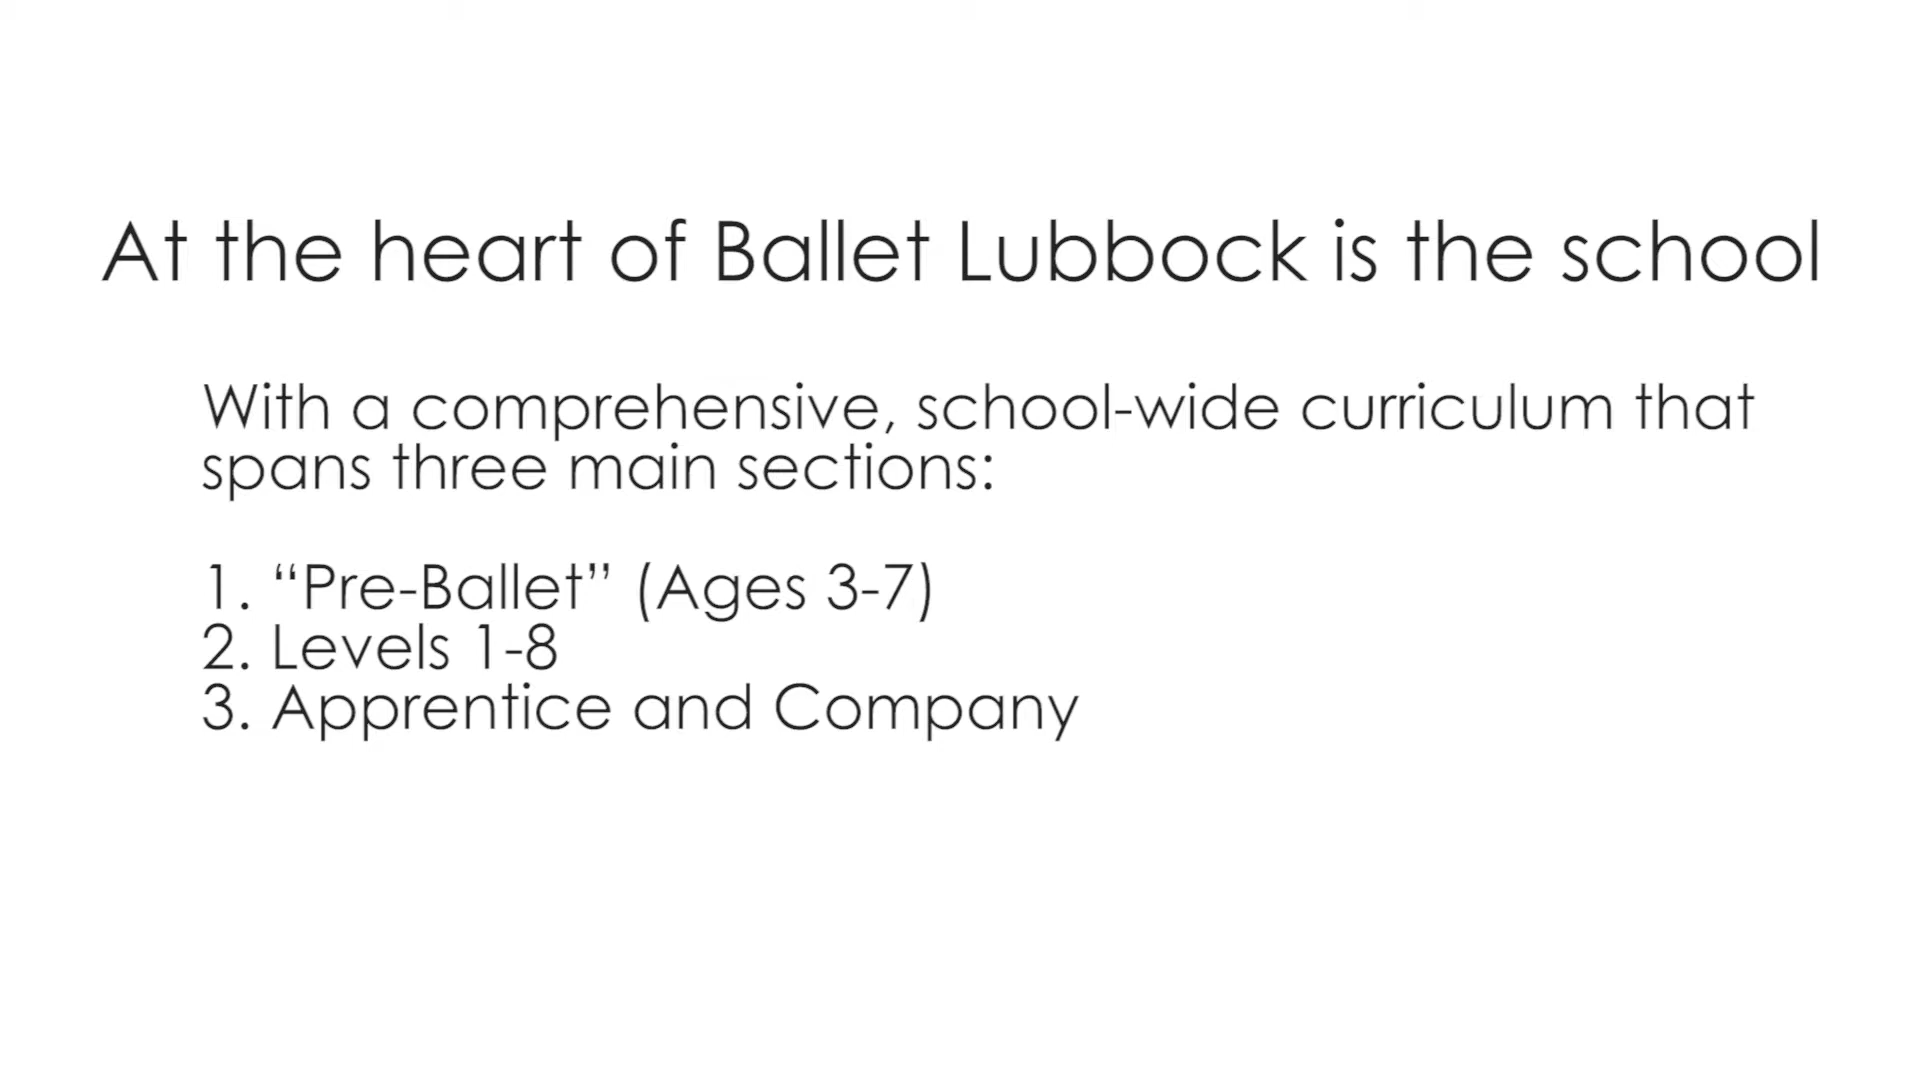 At the heart of Ballet Lubbock is the school
With a comprehensive, school-wide curriculum that
spans three main sections:
1. “Pre-Ballet” (Ages 3-7)
2. Levels 1-8
3. Apprentice and Company